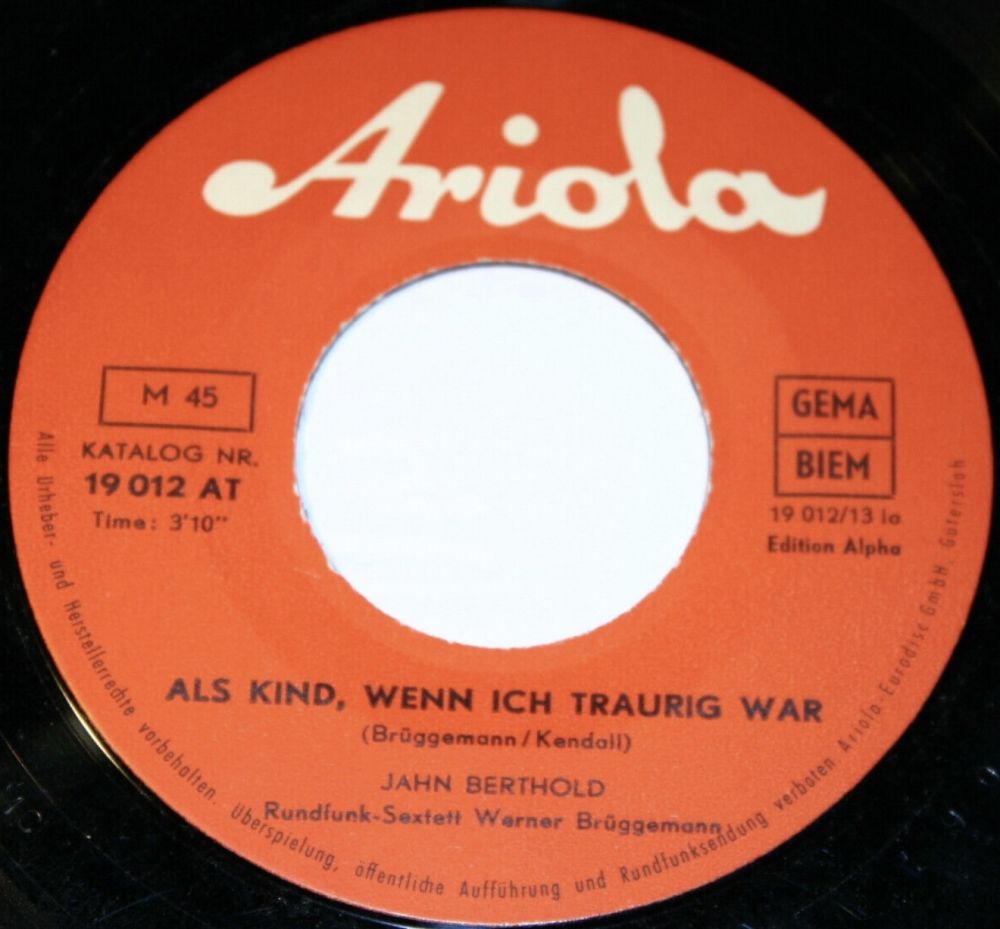 Ariola
M 45
KATALOG NR.
19 012 AT
Time: 3'10"
GEMA
BIEM
19 012/13 Ia
Edition Alpha
ALS KIND, WENN ICH TRAURIG WAR
(Brüggemann/Kendall)
JAHN BERTHOLD
Rundfunk-Sextett Werner Brüggemann
Alle Urheber- und Herstellerrechte vorbehalten. Überspielung, öffentliche Aufführung und Rundfunksendung verboten Ariola-Eurodisc GmbH. Gütersloh